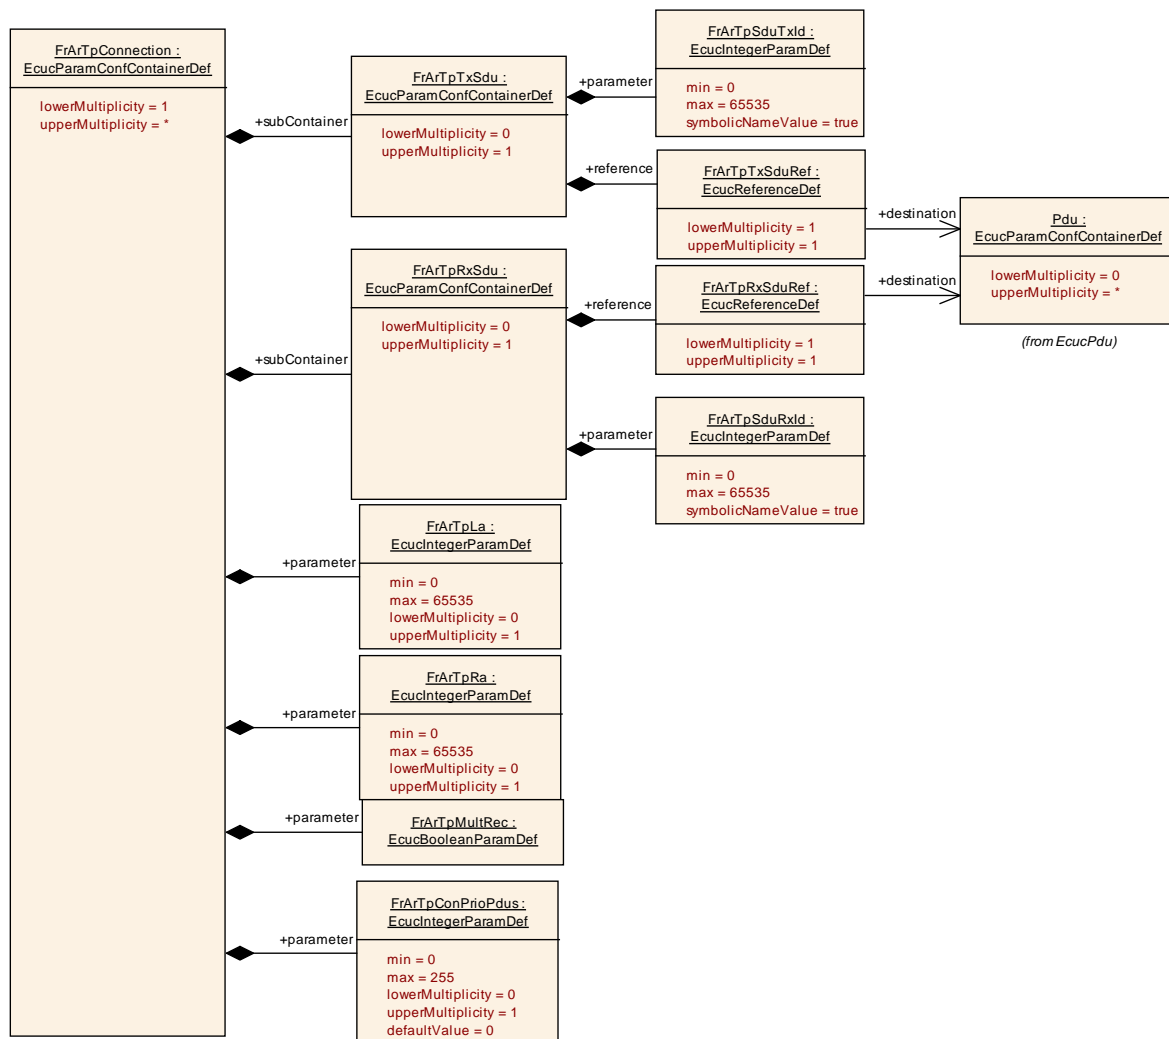 FrArTpConnection :
EcucParamConfContainerDef
lowerMultiplicity = 1
upperMultiplicity = *
+subContainer
FrArTpTxSdu :
EcucParamConfContainerDef
lowerMultiplicity = 0
upperMultiplicity = 1
+parameter
FrArTpSduTxId :
EcucIntegerParamDef
min = 0
max = 65535
symbolicNameValue = true
+reference
FrArTpTxSduRef :
EcucReferenceDef
lowerMultiplicity = 1
upperMultiplicity = 1
+destination
Pdu :
EcucParamConfContainerDef
lowerMultiplicity = 0
upperMultiplicity = *
(from EcucPdu)
+subContainer
FrArTpRxSdu :
EcucParamConfContainerDef
lowerMultiplicity = 0
upperMultiplicity = 1
+reference
FrArTpRxSduRef :
EcucReferenceDef
lowerMultiplicity = 1
upperMultiplicity = 1
+destination
+parameter
FrArTpSduRxId :
EcucIntegerParamDef
min = 0
max = 65535
symbolicNameValue = true
+parameter
FrArTpLa :
EcucIntegerParamDef
min = 0
max = 65535
lowerMultiplicity = 0
upperMultiplicity = 1
+parameter
FrArTpRa :
EcucIntegerParamDef
min = 0
max = 65535
lowerMultiplicity = 0
upperMultiplicity = 1
+parameter
FrArTpMultRec :
EcucBooleanParamDef
+parameter
FrArTpConPrioPdus :
EcucIntegerParamDef
min = 0
max = 255
lowerMultiplicity = 0
upperMultiplicity = 1
defaultValue = 0